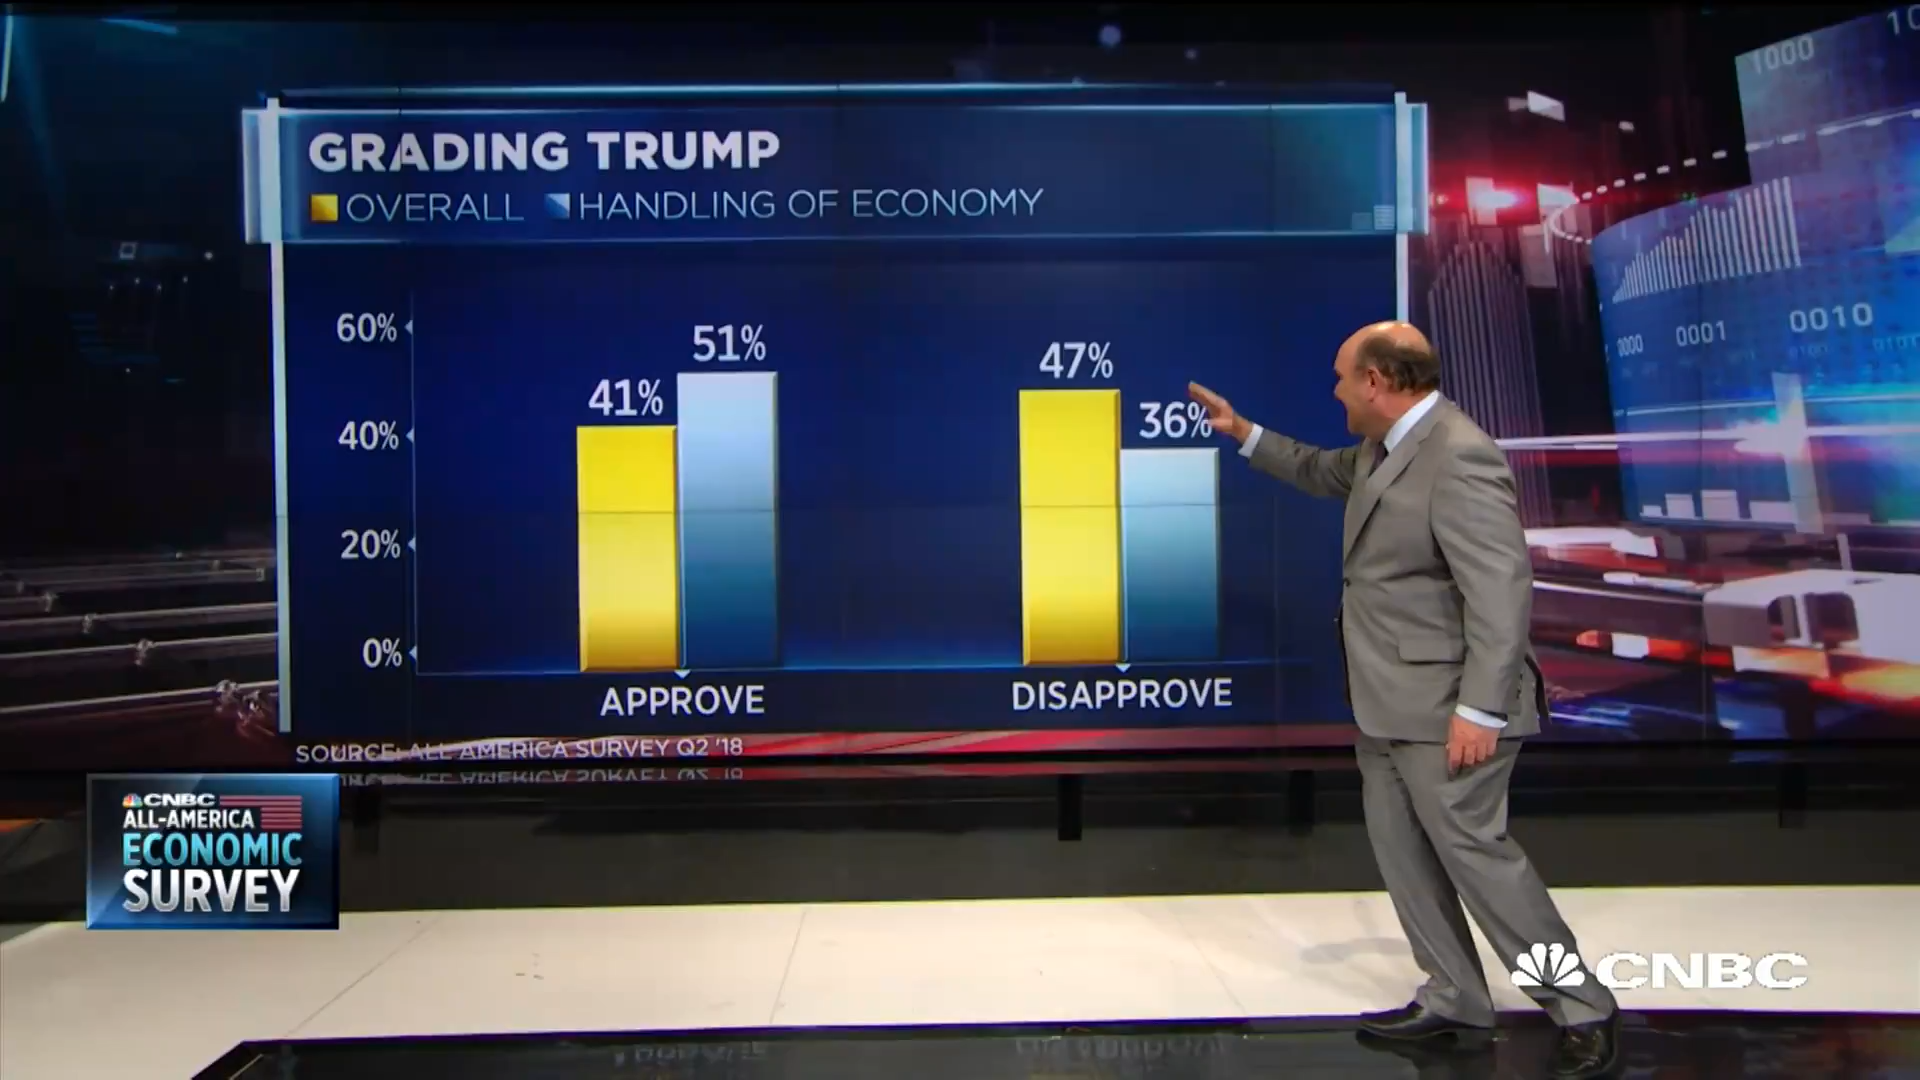 GRADING TRUMP
OVERALL HANDLING OF ECONOMY
60%
40%
20%
0%
41%
51%
47%
36%
APPROVE
DISAPPROVE
SOURCE: ALL-AMERICA SURVEY Q2 '18
CNBC
ALL-AMERICA
ECONOMIC
SURVEY
1000
0000 0001 0010
CNBC